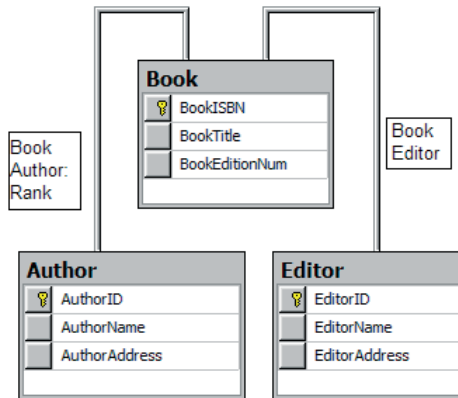 Book
BookISBN
BookTitle
BookEditionNum
Book
Author:
Rank
Book
Editor
Author
AuthorID
AuthorName
AuthorAddress
Editor
EditorID
EditorName
EditorAddress